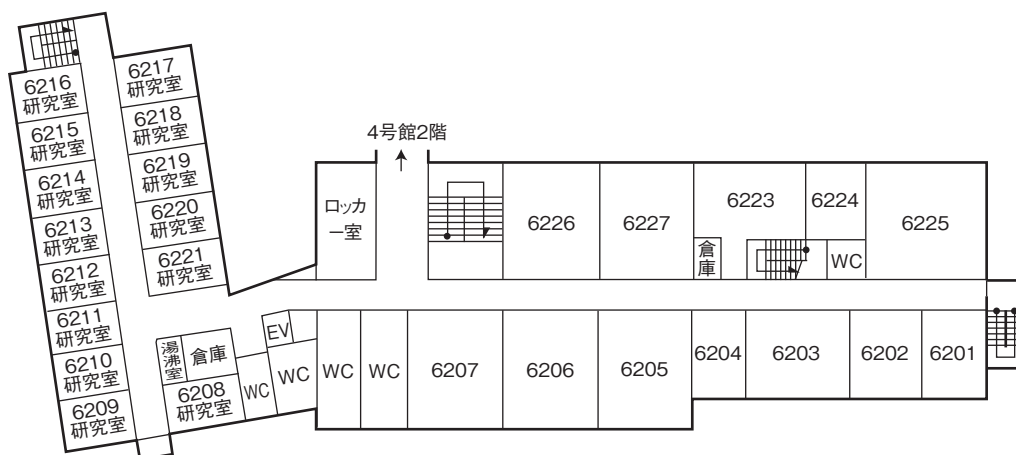 6216
研究室
6215
研究室
6214
研究室
6213
研究室
6212
研究室
6211
研究室
6210
研究室
6209
研究室
6217
研究室
6218
研究室
6219
研究室
6220
研究室
6221
研究室
湯沸室
倉庫
6208
研究室
WC
EV
WC
4号館2階
↑
ロッカ
ー室
6226
6227
6223
倉庫
6224
WC
6225
WC
WC
6207
6206
6205
6204
6203
6202
6201